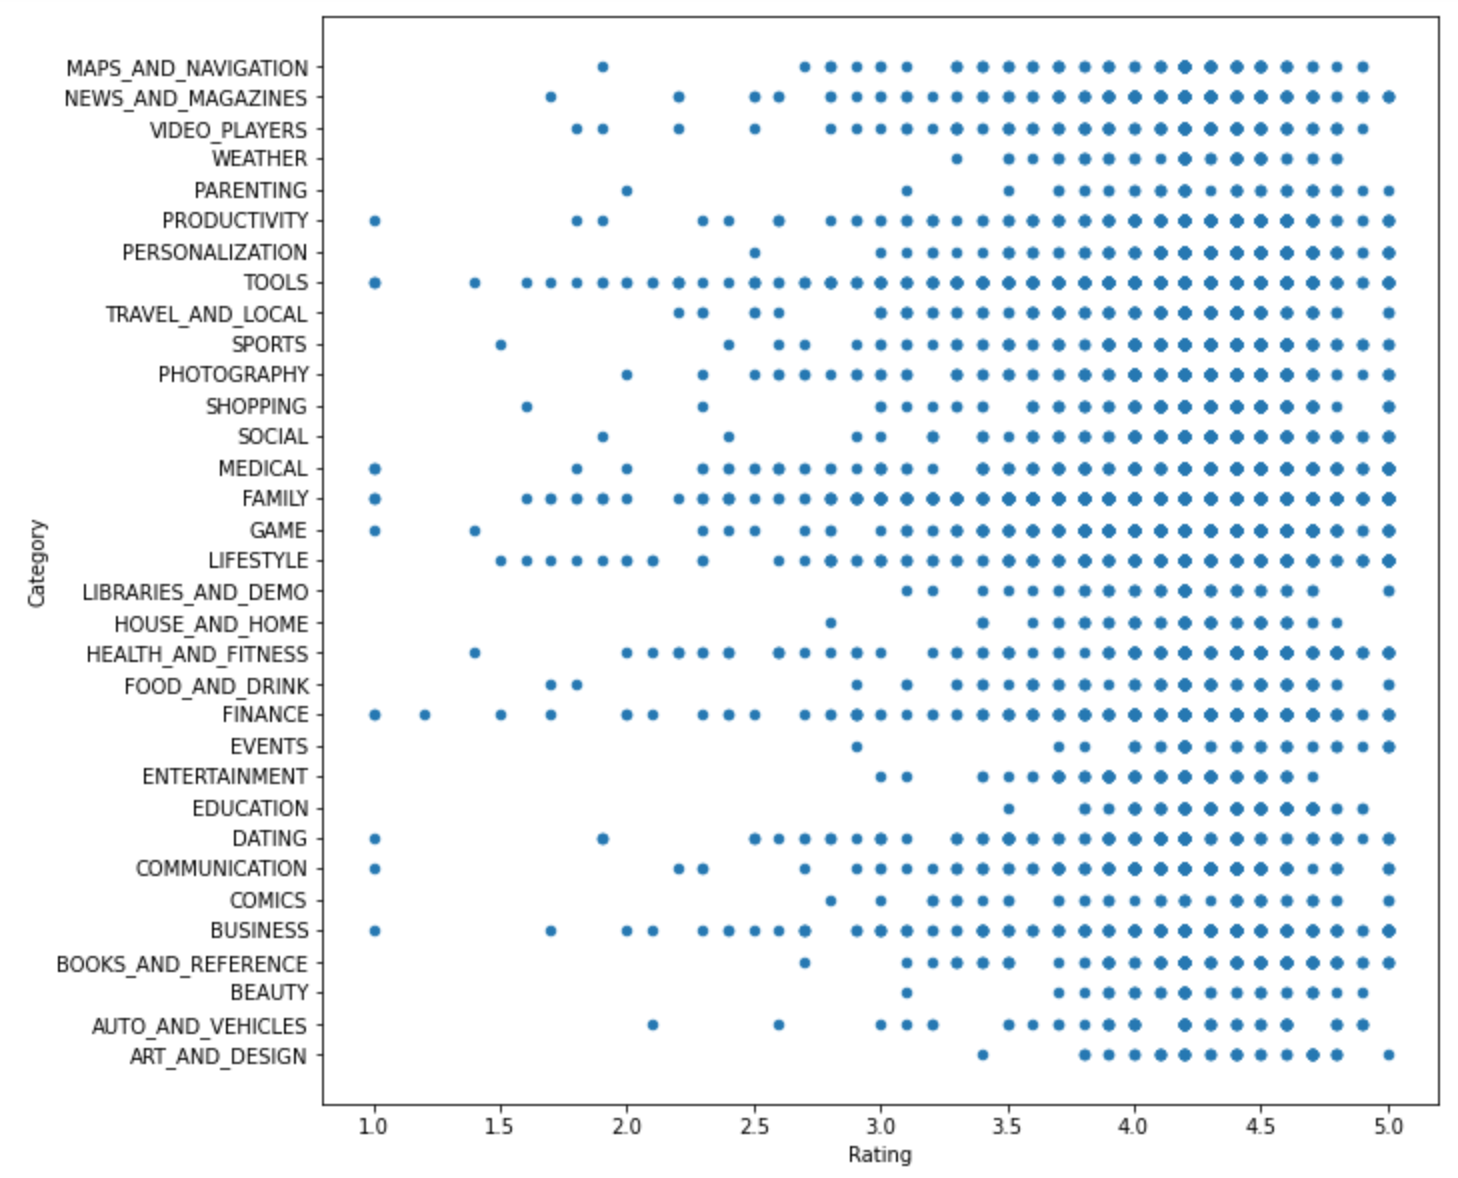 MAPS_AND_NAVIGATION
NEWS_AND_MAGAZINES
VIDEO_PLAYERS
WEATHER
PARENTING
PRODUCTIVITY
PERSONALIZATION
TOOLS
TRAVEL_AND_LOCAL
SPORTS
PHOTOGRAPHY
SHOPPING
SOCIAL
MEDICAL
FAMILY
GAME
LIFESTYLE
LIBRARIES_AND_DEMO
HOUSE_AND_HOME
HEALTH_AND_FITNESS
FOOD_AND_DRINK
FINANCE
EVENTS
ENTERTAINMENT
EDUCATION
DATING
COMMUNICATION
COMICS
BUSINESS
BOOKS_AND_REFERENCE
BEAUTY
AUTO_AND_VEHICLES
ART_AND_DESIGN
Category
1.0 1.5 2.0 2.5 3.0 3.5 4.0 4.5 5.0
Rating